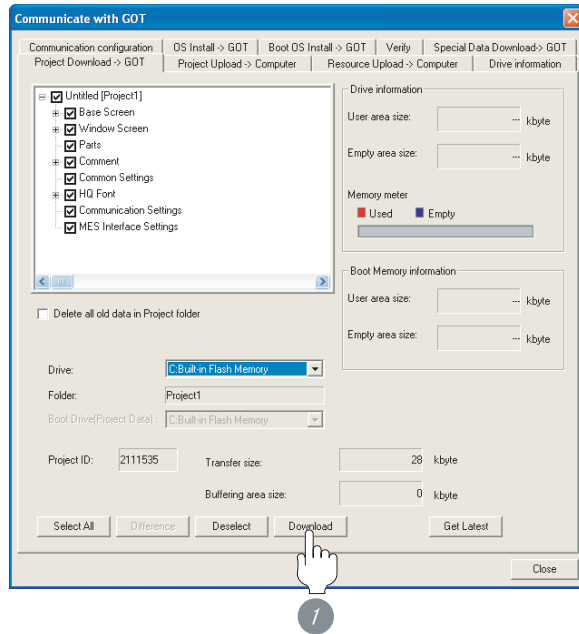 Communicate with GOT
Communication configuration OS Install -> GOT Boot OS Install -> GOT Verify Special Data Download-> GOT
Project Download -> GOT Project Upload -> Computer Resource Upload -> Computer Drive information
Untitled [Project1]
Base Screen
Window Screen
Parts
Comment
Common Settings
HQ Font
Communication Settings
MES Interface Settings
Drive information
User area size: --- kbyte
Empty area size: --- kbyte
Memory meter
Used Empty
Boot Memory information
User area size: --- kbyte
Empty area size: --- kbyte
Delete all old data in Project folder
Drive: C:Built-in Flash Memory
Folder: Project1
Boot Drive(Project Data) : C:Built-in Flash Memory
Project ID: 2111535 Transfer size: 28 kbyte
Buffering area size: 0 kbyte
Select All Difference Deselect Download Get Latest
Close
1